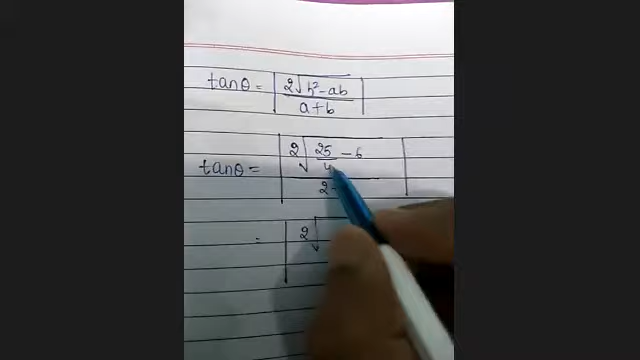 tanθ = | 2√h²-ab / a+b |
tanθ = | 2√25/4 - 6 / 2
= | 2√